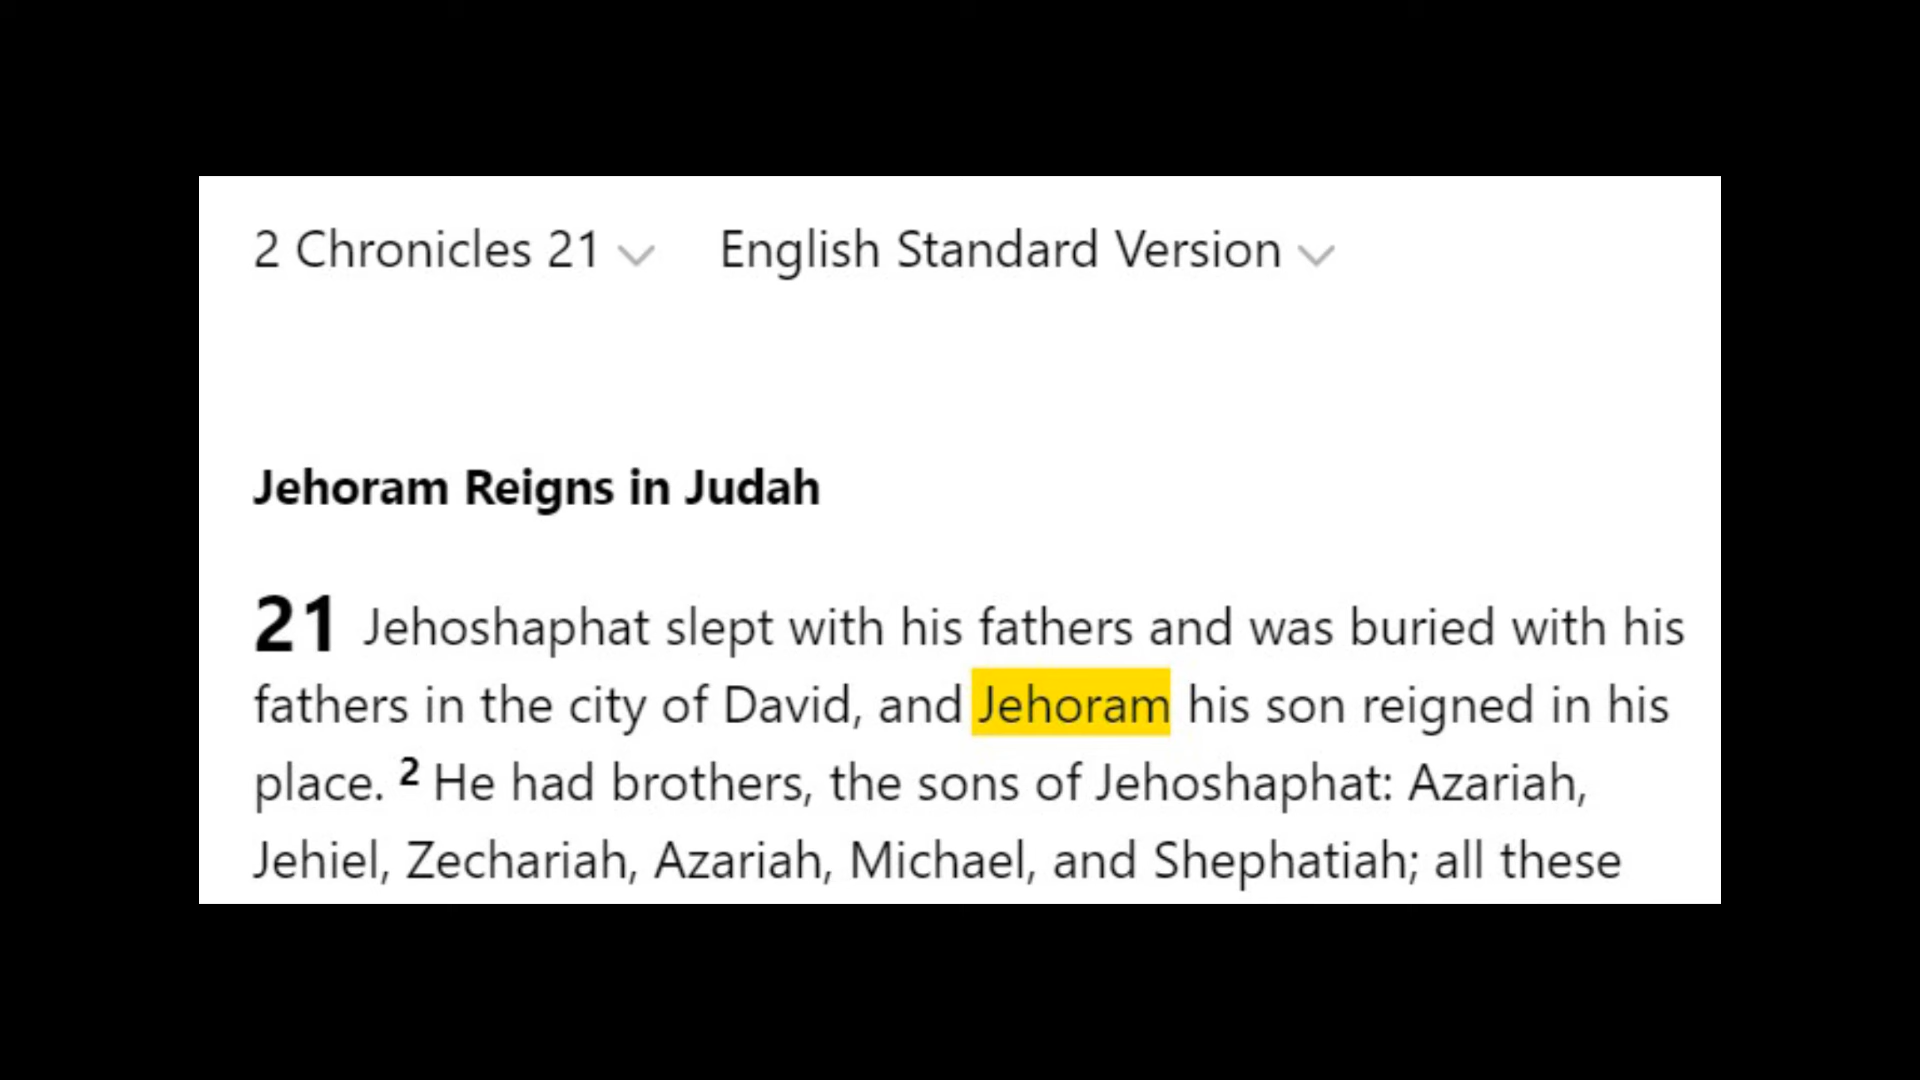 2 Chronicles 21 English Standard Version
Jehoram Reigns in Judah
21 Jehoshaphat slept with his fathers and was buried with his
fathers in the city of David, and Jehoram his son reigned in his
place. 2 He had brothers, the sons of Jehoshaphat: Azariah,
Jehiel, Zechariah, Azariah, Michael, and Shephatiah; all these